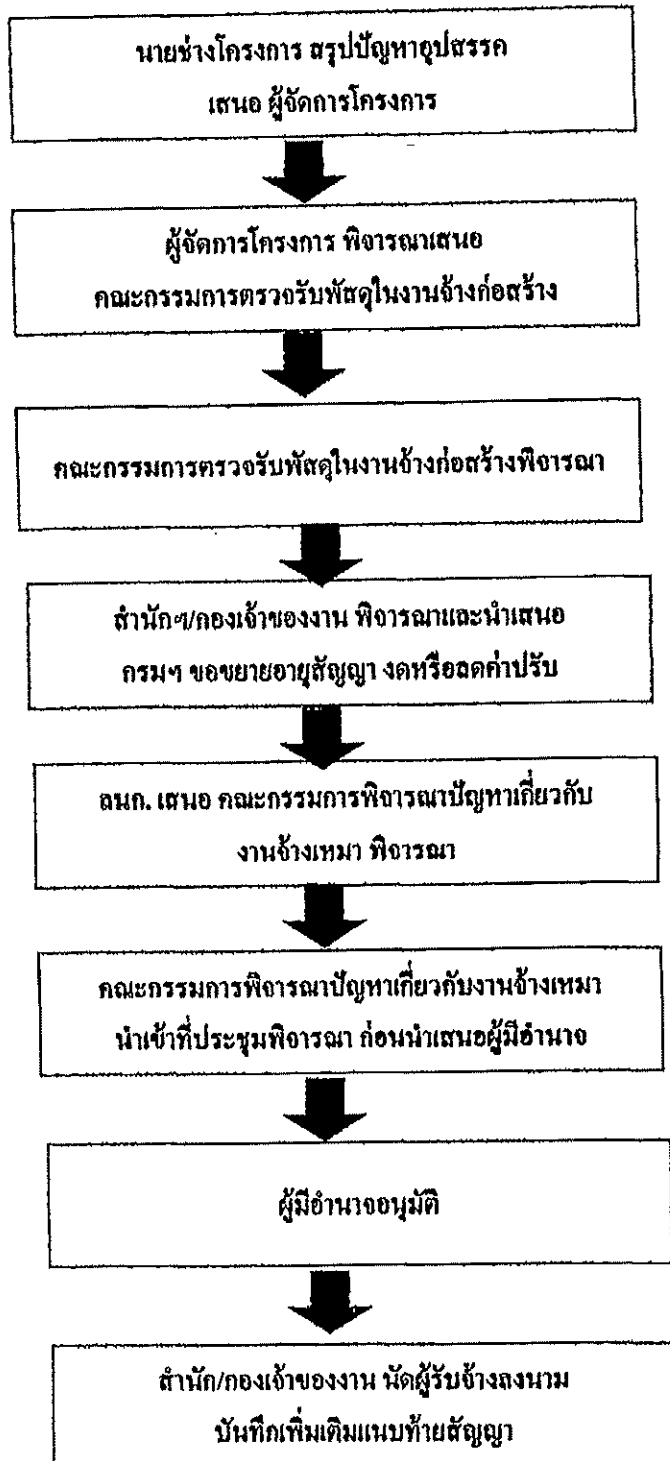 นายช่างโครงการ สรุปปัญหาอุปสรรค
เสนอ ผู้จัดการโครงการ
ผู้จัดการโครงการ พิจารณาเสนอ
คณะกรรมการตรวจรับพัสดุในงานจ้างก่อสร้าง
คณะกรรมการตรวจรับพัสดุในงานจ้างก่อสร้างพิจารณา
สำนักฯ/กองเจ้าของงาน พิจารณาและนำเสนอ
กรมฯ ขอขยายอายุสัญญา งดหรือลดค่าปรับ
ลนก. เสนอ คณะกรรมการพิจารณาปัญหาเกี่ยวกับ
งานจ้างเหมา พิจารณา
คณะกรรมการพิจารณาปัญหาเกี่ยวกับงานจ้างเหมา
นำเข้าที่ประชุมพิจารณา ก่อนนำเสนอผู้มีอำนาจ
ผู้มีอำนาจอนุมัติ
สำนัก/กองเจ้าของงาน นัดผู้รับจ้างลงนาม
บันทึกเพิ่มเติมแนบท้ายสัญญา